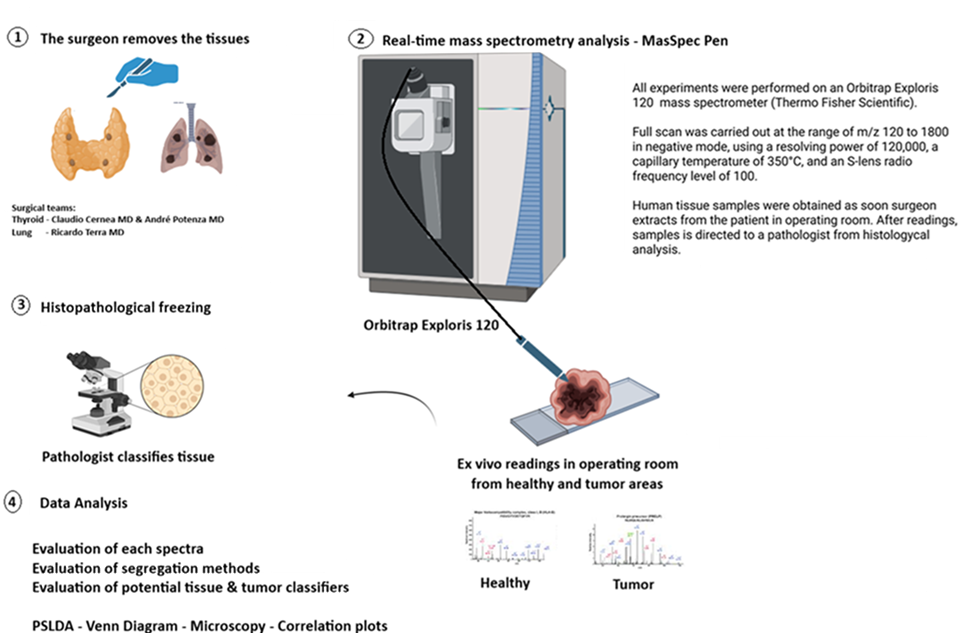 1 The surgeon removes the tissues
Surgical teams:
Thyroid - Claudio Cernea MD & André Potenza MD
Lung - Ricardo Terra MD
2 Real-time mass spectrometry analysis - MasSpec Pen
All experiments were performed on an Orbitrap Exploris
120 mass spectrometer (Thermo Fisher Scientific).
Full scan was carried out at the range of m/z 120 to 1800
in negative mode, using a resolving power of 120,000, a
capillary temperature of 350°C, and an S-lens radio
frequency level of 100.
Human tissue samples were obtained as soon surgeon
extracts from the patient in operating room. After readings,
samples is directed to a pathologist from histologycal
analysis.
Orbitrap Exploris 120
Ex vivo readings in operating room
from healthy and tumor areas
Healthy
Tumor
3 Histopathological freezing
Pathologist classifies tissue
4 Data Analysis
Evaluation of each spectra
Evaluation of segregation methods
Evaluation of potential tissue & tumor classifiers
PSLDA - Venn Diagram - Microscopy - Correlation plots